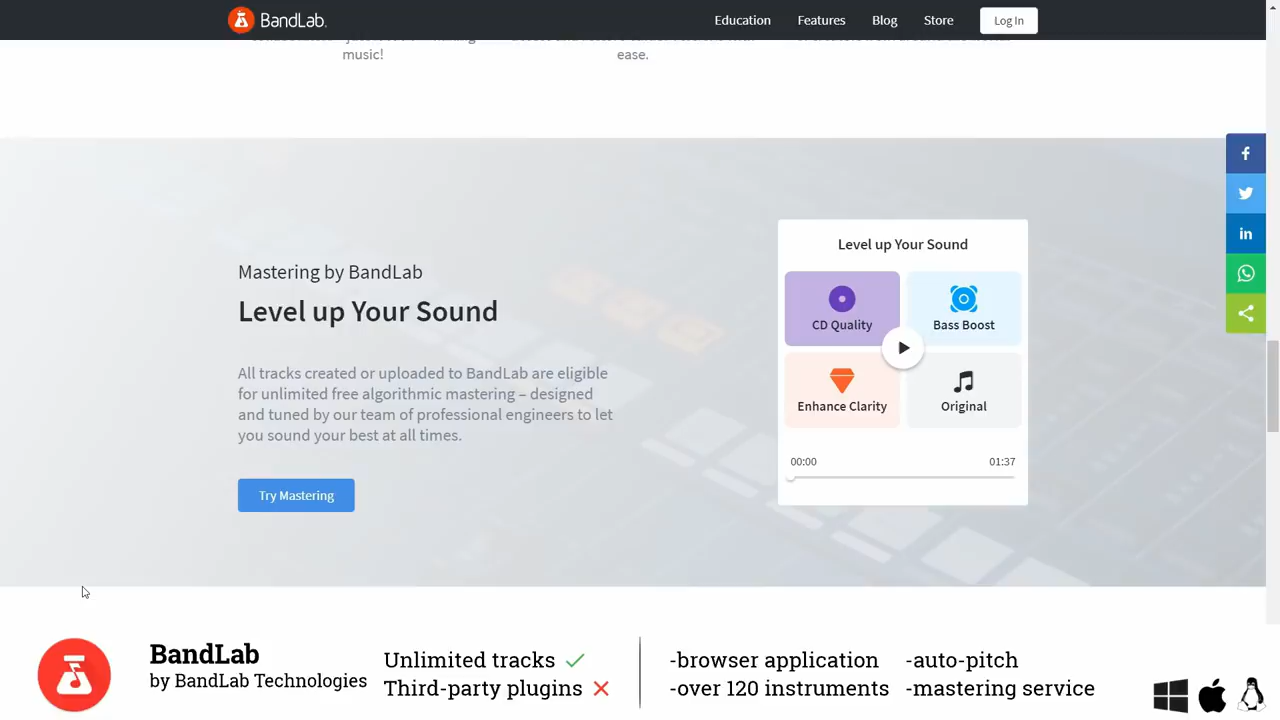 BandLab.
Education
Features
Blog
Store
Log In
music!
ease.
Mastering by BandLab
Level up Your Sound
All tracks created or uploaded to BandLab are eligible
for unlimited free algorithmic mastering – designed
and tuned by our team of professional engineers to let
you sound your best at all times.
Try Mastering
Level up Your Sound
CD Quality
Bass Boost
Enhance Clarity
Original
00:00
01:37
BandLab
by BandLab Technologies
Unlimited tracks
Third-party plugins
-browser application
-over 120 instruments
-auto-pitch
-mastering service